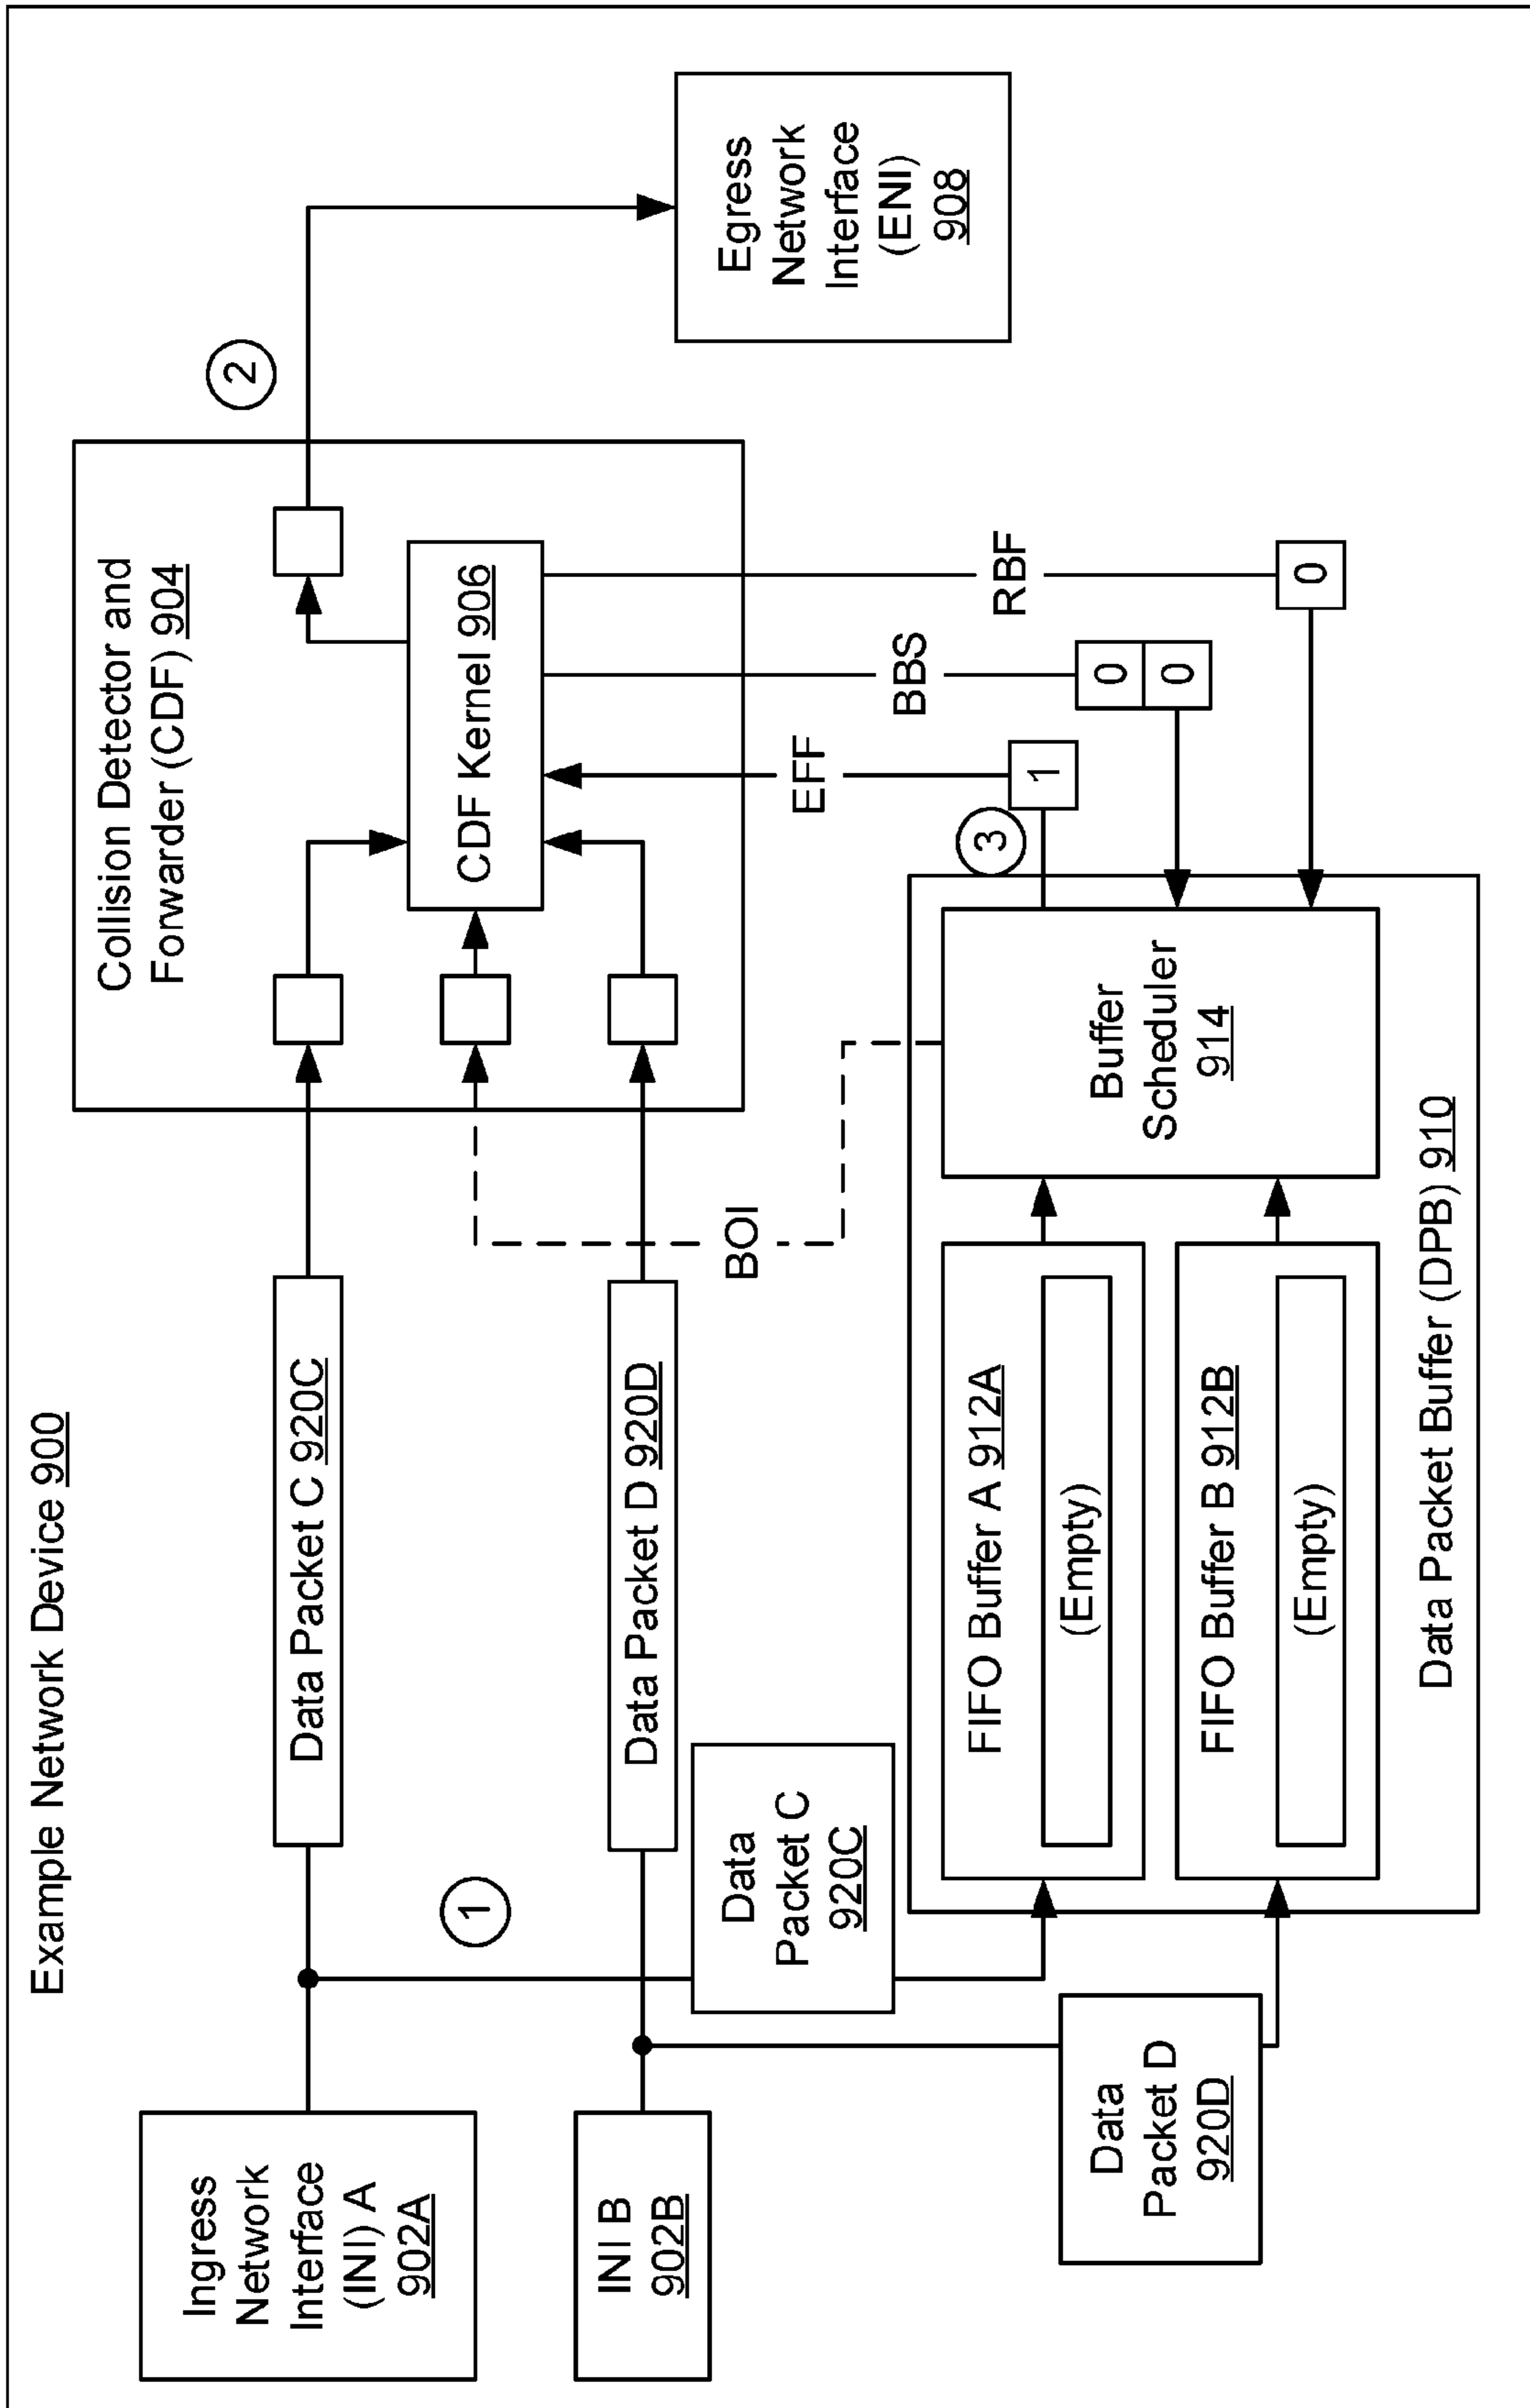 Example Network Device 900
Ingress
Network
Interface
(INI) A
902A
INI B
902B
1
Data Packet C 920C
Data Packet D 920D
Data
Packet C
920C
Data
Packet D
920D
Collision Detector and
Forwarder (CDF) 904
CDF Kernel 906
2
Egress
Network
Interface
(ENI)
908
BOI
EFF
BBS
RBF
3
1
0
0
0
FIFO Buffer A 912A
(Empty)
FIFO Buffer B 912B
(Empty)
Buffer
Scheduler
914
Data Packet Buffer (DPB) 910